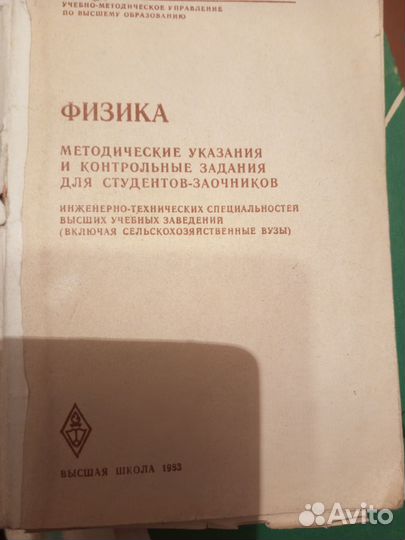 УЧЕБНО-МЕТОДИЧЕСКОЕ УПРАВЛЕНИЕ
ПО ВЫСШЕМУ ОБРАЗОВАНИЮ
ФИЗИКА
МЕТОДИЧЕСКИЕ УКАЗАНИЯ
И КОНТРОЛЬНЫЕ ЗАДАНИЯ
ДЛЯ СТУДЕНТОВ-ЗАОЧНИКОВ
ИНЖЕНЕРНО-ТЕХНИЧЕСКИХ СПЕЦИАЛЬНОСТЕЙ
ВЫСШИХ УЧЕБНЫХ ЗАВЕДЕНИЙ
(ВКЛЮЧАЯ СЕЛЬСКОХОЗЯЙСТВЕННЫЕ ВУЗЫ)
ВЫСШАЯ ШКОЛА 1983
Avito